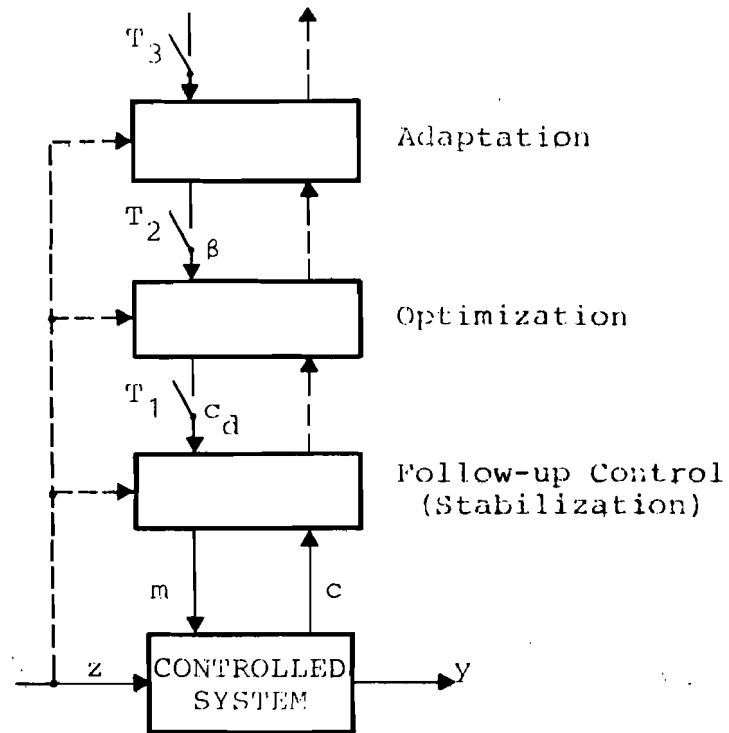 T3
Adaptation
T2
β
Optimization
T1
cd
Follow-up Control
(Stabilization)
m
c
z
CONTROLLED
SYSTEM
y